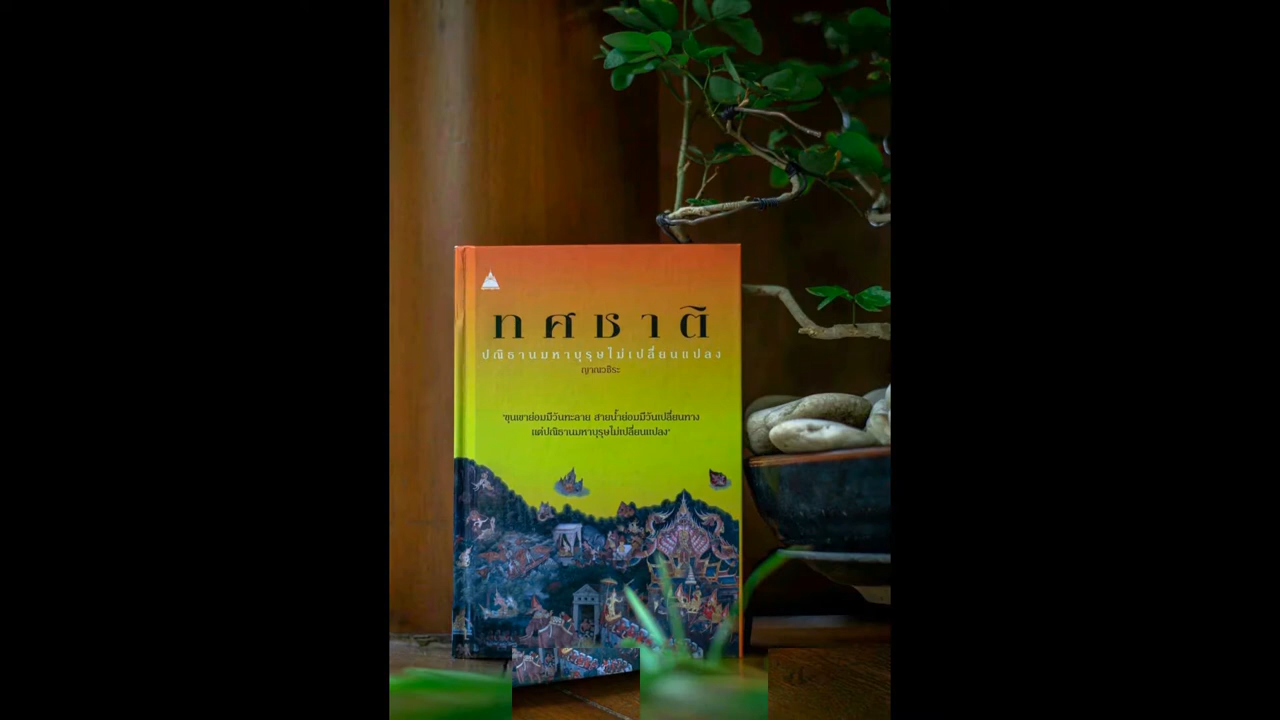 ทศชาติ
ปณิธานมหาบุรุษไม่เปลี่ยนแปลง
ญาณวชิระ
"ขุนเขาย่อมมีวันทะลาย สายน้ำย่อมมีวันเปลี่ยนทาง
แต่ปณิธานมหาบุรุษไม่เปลี่ยนแปลง"